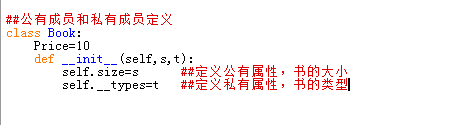 ##公有成员和私有成员定义
class Book:
    Price=10
    def __init__(self,s,t):
        self.size=s     ##定义公有属性，书的大小
        self.__types=t   ##定义私有属性，书的类型